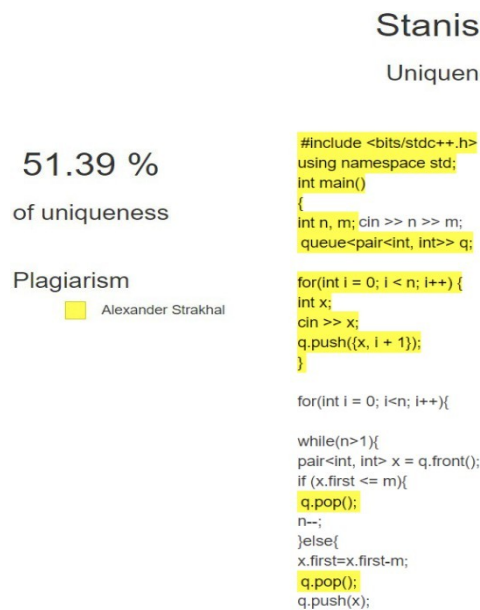 Stanis
Uniquen
51.39 %
of uniqueness
Plagiarism
Alexander Strakhal
#include <bits/stdc++.h>
using namespace std;
int main()
{
int n, m; cin >> n >> m;
queue<pair<int, int>> q;
for(int i = 0; i < n; i++) {
int x;
cin >> x;
q.push({x, i + 1});
}
for(int i = 0; i<n; i++){
while(n>1){
pair<int, int> x = q.front();
if (x.first <= m){
q.pop();
n--;
}else{
x.first=x.first-m;
q.pop();
q.push(x);